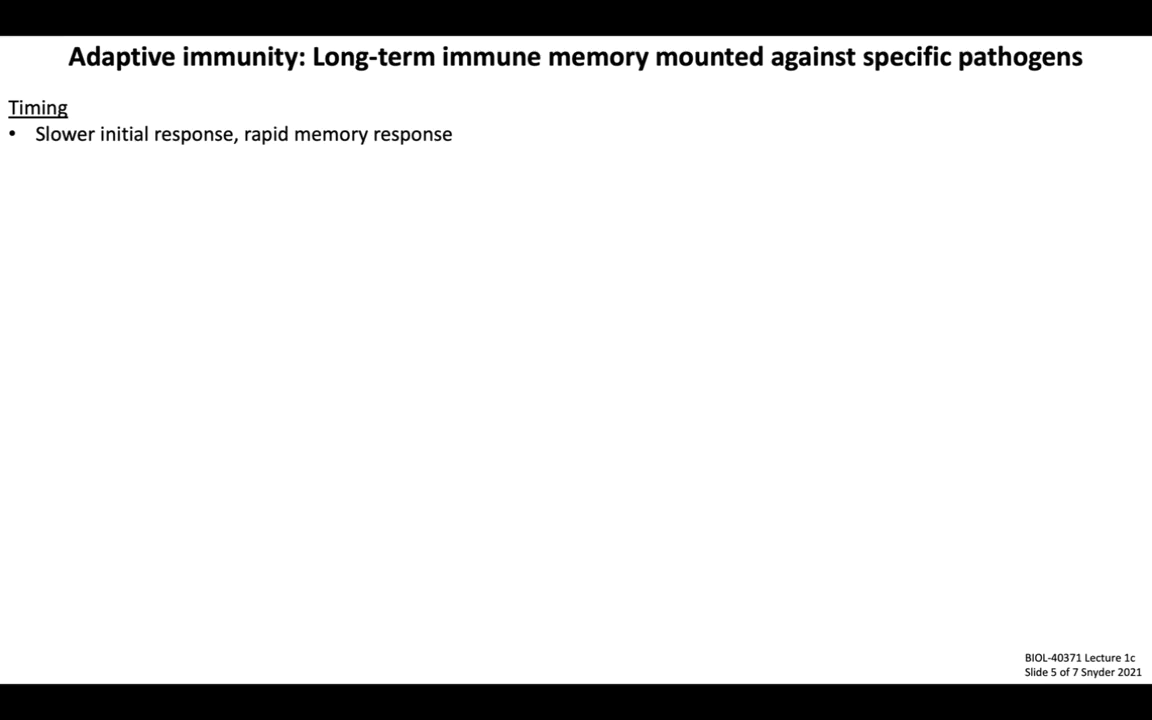 Adaptive immunity: Long-term immune memory mounted against specific pathogens
Timing
• Slower initial response, rapid memory response
BIOL-40371 Lecture 1c
Slide 5 of 7 Snyder 2021